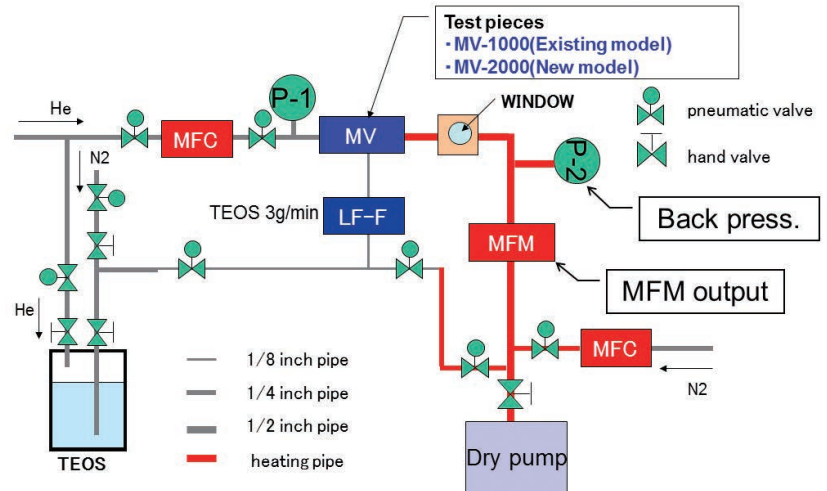 Test pieces
・MV-1000(Existing model)
・MV-2000(New model)
He
P-1
WINDOW
pneumatic valve
MFC
MV
N2
P-2
hand valve
TEOS 3g/min
LF-F
Back press.
MFM
MFM output
He
MFC
1/8 inch pipe
N2
1/4 inch pipe
1/2 inch pipe
TEOS
heating pipe
Dry pump